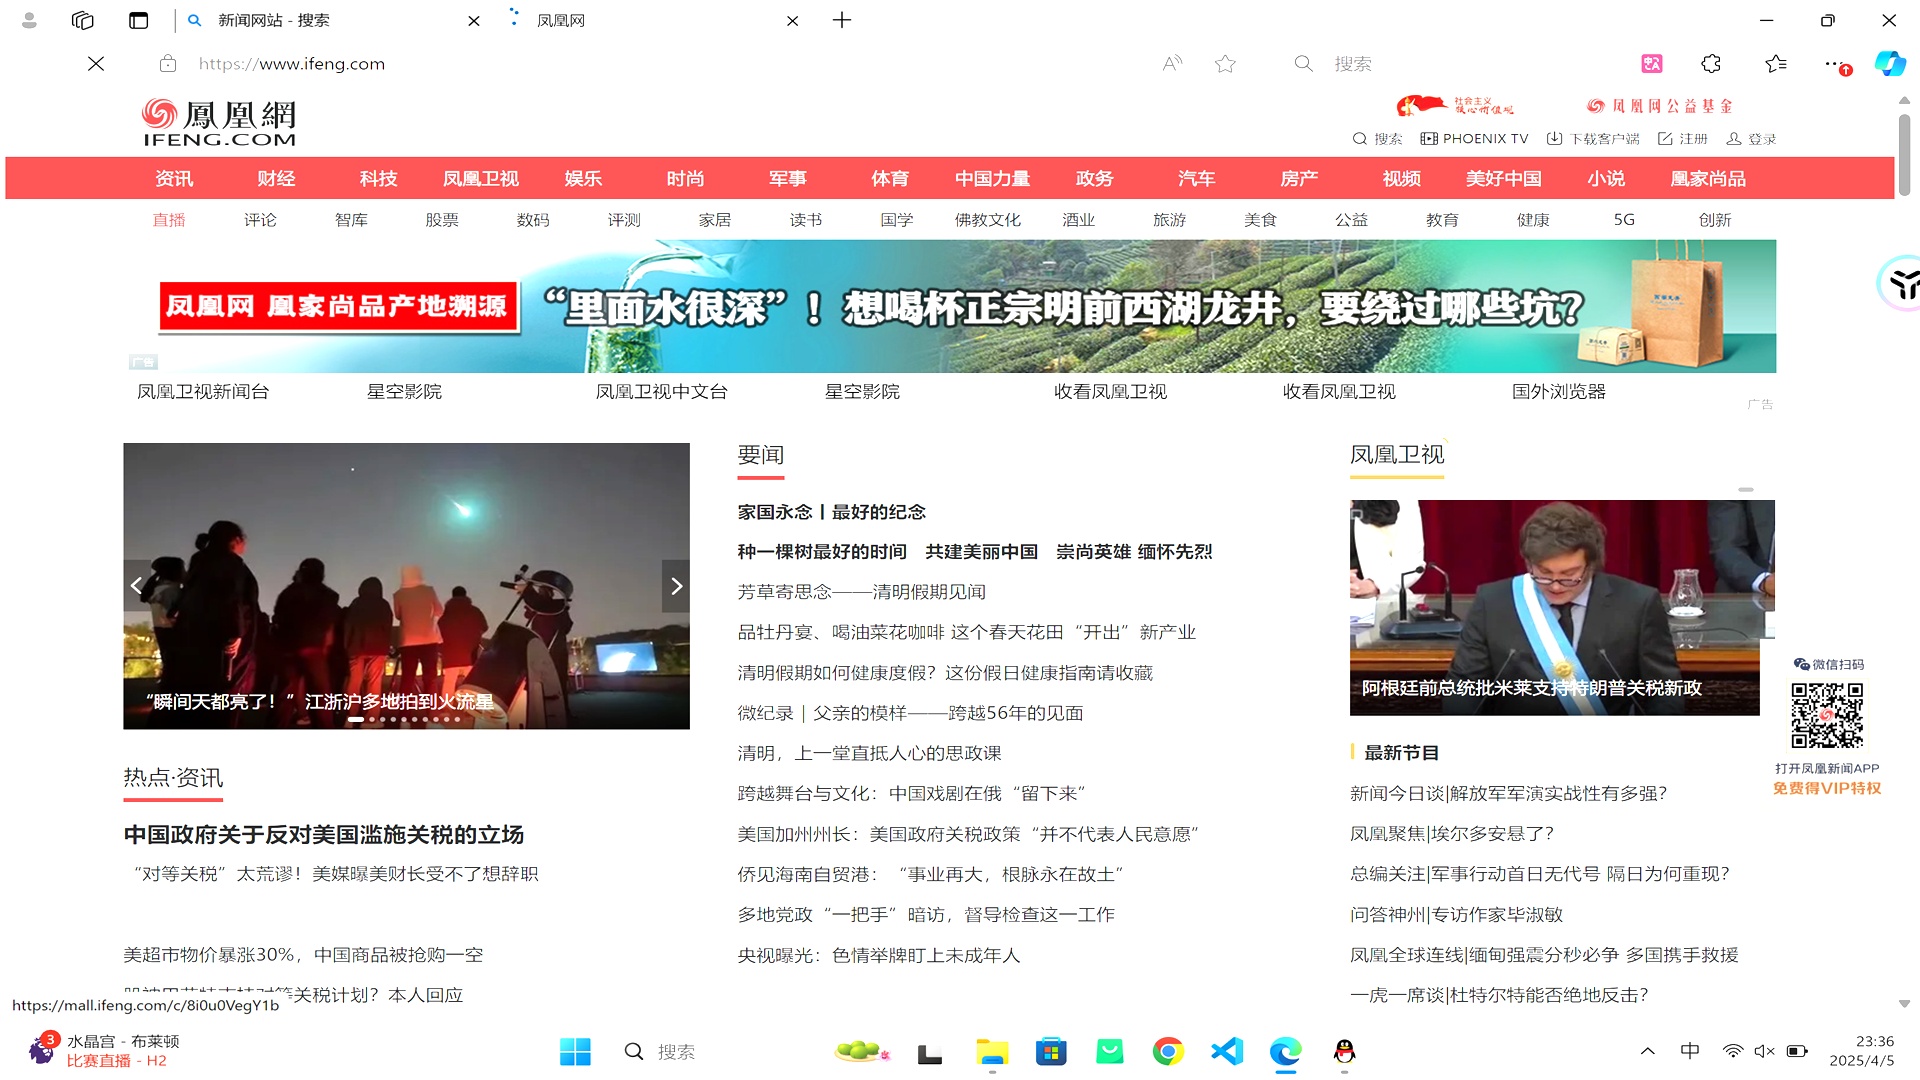 新闻网站 - 搜索
凤凰网
https://www.ifeng.com
搜索
鳳凰網
IFENG.COM
社会主义
核心价值观
凤凰网公益基金
搜索 PHOENIX TV 下载客户端 注册 登录
资讯 财经 科技 凤凰卫视 娱乐 时尚 军事 体育 中国力量 政务 汽车 房产 视频 美好中国 小说 凰家尚品
直播 评论 智库 股票 数码 评测 家居 读书 国学 佛教文化 酒业 旅游 美食 公益 教育 健康 5G 创新
凤凰网 凰家尚品产地溯源
“里面水很深”！想喝杯正宗明前西湖龙井，要绕过哪些坑？
广告
凤凰卫视新闻台 星空影院 凤凰卫视中文台 星空影院 收看凤凰卫视 收看凤凰卫视 国外浏览器
广告
“瞬间天都亮了！”江浙沪多地拍到火流星
热点·资讯
中国政府关于反对美国滥施关税的立场
“对等关税”太荒谬！美媒曝美财长受不了想辞职
美超市物价暴涨30%，中国商品被抢购一空
关税计划？本人回应
要闻
家国永念丨最好的纪念
种一棵树最好的时间 共建美丽中国 崇尚英雄 缅怀先烈
芳草寄思念——清明假期见闻
品牡丹宴、喝油菜花咖啡 这个春天花田“开出”新产业
清明假期如何健康度假？这份假日健康指南请收藏
微纪录｜父亲的模样——跨越56年的见面
清明，上一堂直抵人心的思政课
跨越舞台与文化：中国戏剧在俄“留下来”
美国加州州长：美国政府关税政策“并不代表人民意愿”
侨见海南自贸港：“事业再大，根脉永在故土”
多地党政“一把手”暗访，督导检查这一工作
央视曝光：色情举牌盯上未成年人
凤凰卫视
阿根廷前总统批米莱支持特朗普关税新政
最新节目
新闻今日谈|解放军军演实战性有多强？
凤凰聚焦|埃尔多安悬了？
总编关注|军事行动首日无代号 隔日为何重现？
问答神州|专访作家毕淑敏
凤凰全球连线|缅甸强震分秒必争 多国携手救援
一虎一席谈|杜特尔特能否绝地反击？
微信扫码
打开凤凰新闻APP
免费得VIP特权
https://mall.ifeng.com/c/8i0u0VegY1b
3
水晶宫 - 布莱顿
比赛直播 - H2
搜索
中
23:36
2025/4/5